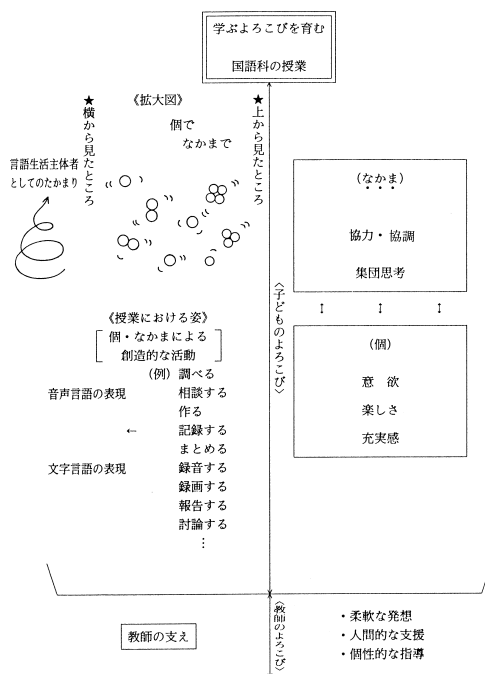 学ぶよろこびを育む
国語科の授業
★横から見たところ
《拡大図》
★上から見たところ
個で
なかまで
言語生活主体者
としてのたかまり
(なかま)
協力・協調
集団思考
〈子どものよろこび〉
(個)
意 欲
楽しさ
充実感
《授業における姿》
個・なかまによる
創造的な活動
(例)調べる
音声言語の表現
相談する
作る
← 記録する
まとめる
文字言語の表現
録音する
録画する
報告する
討論する
⋮
〈教師のよろこび〉
教師の支え
・柔軟な発想
・人間的な支援
・個性的な指導